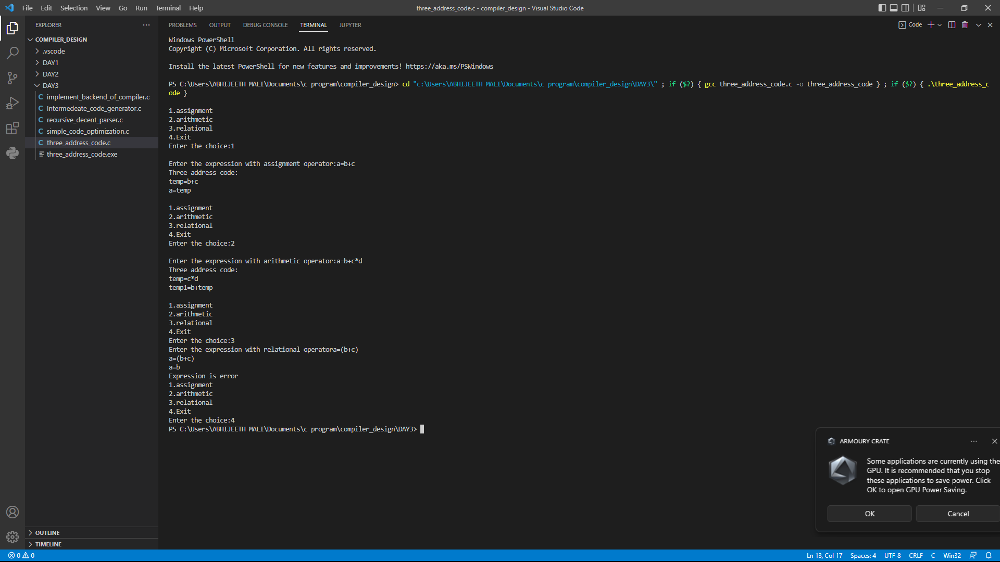 File Edit Selection View Go Run Terminal Help
three_address_code.c - compiler_design - Visual Studio Code
EXPLORER
COMPILER_DESIGN
.vscode
DAY1
DAY2
DAY3
C implement_backend_of_compiler.c
C Intermedeate_code_generator.c
C recursive_decent_parser.c
C simple_code_optimization.c
C three_address_code.c
three_address_code.exe
OUTLINE
TIMELINE
PROBLEMS OUTPUT DEBUG CONSOLE TERMINAL JUPYTER
Code
Windows PowerShell
Copyright (C) Microsoft Corporation. All rights reserved.
Install the latest PowerShell for new features and improvements! https://aka.ms/PSWindows
PS C:\Users\ABHIJEETH MALI\Documents\c program\compiler_design> cd "c:\Users\ABHIJEETH MALI\Documents\c program\compiler_design\DAY3\" ; if ($?) { gcc three_address_code.c -o three_address_code } ; if ($?) { .\three_address_c
ode }
1.assignment
2.arithmetic
3.relational
4.Exit
Enter the choice:1
Enter the expression with assignment operator:a=b+c
Three address code:
temp=b+c
a=temp
1.assignment
2.arithmetic
3.relational
4.Exit
Enter the choice:2
Enter the expression with arithmetic operator:a=b+c*d
Three address code:
temp=c*d
temp1=b+temp
1.assignment
2.arithmetic
3.relational
4.Exit
Enter the choice:3
Enter the expression with relational operatora=(b+c)
a=(b+c)
a=b
Expression is error
1.assignment
2.arithmetic
3.relational
4.Exit
Enter the choice:4
PS C:\Users\ABHIJEETH MALI\Documents\c program\compiler_design\DAY3>
ARMOURY CRATE
Some applications are currently using the
GPU. It is recommended that you stop
these applications to save power. Click
OK to open GPU Power Saving.
OK Cancel
0 0
Ln 13, Col 17 Spaces: 4 UTF-8 CRLF C Win32